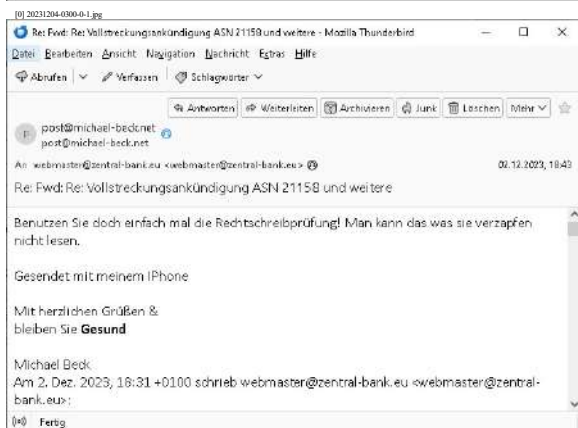 [0] 20231204-0300-0-1.jpg
Re: Fwd: Re: Vollstreckungsankündigung ASN 21158 und weitere - Mozilla Thunderbird
Datei Bearbeiten Ansicht Navigation Nachricht Extras Hilfe
Abrufen Verfassen Schlagwörter
Antworten Weiterleiten Archivieren Junk Löschen Mehr
P post@michael-beck.net
post@michael-beck.net
An webmaster@zentral-bank.eu <webmaster@zentral-bank.eu> 02.12.2023, 18:43
Re: Fwd: Re: Vollstreckungsankündigung ASN 21158 und weitere
Benutzen Sie doch einfach mal die Rechtschreibprüfung! Man kann das was sie verzapfen
nicht lesen.
Gesendet mit meinem IPhone
Mit herzlichen Grüßen &
bleiben Sie Gesund
Michael Beck
Am 2. Dez. 2023, 18:31 +0100 schrieb webmaster@zentral-bank.eu <webmaster@zentral-
bank.eu>:
Fertig